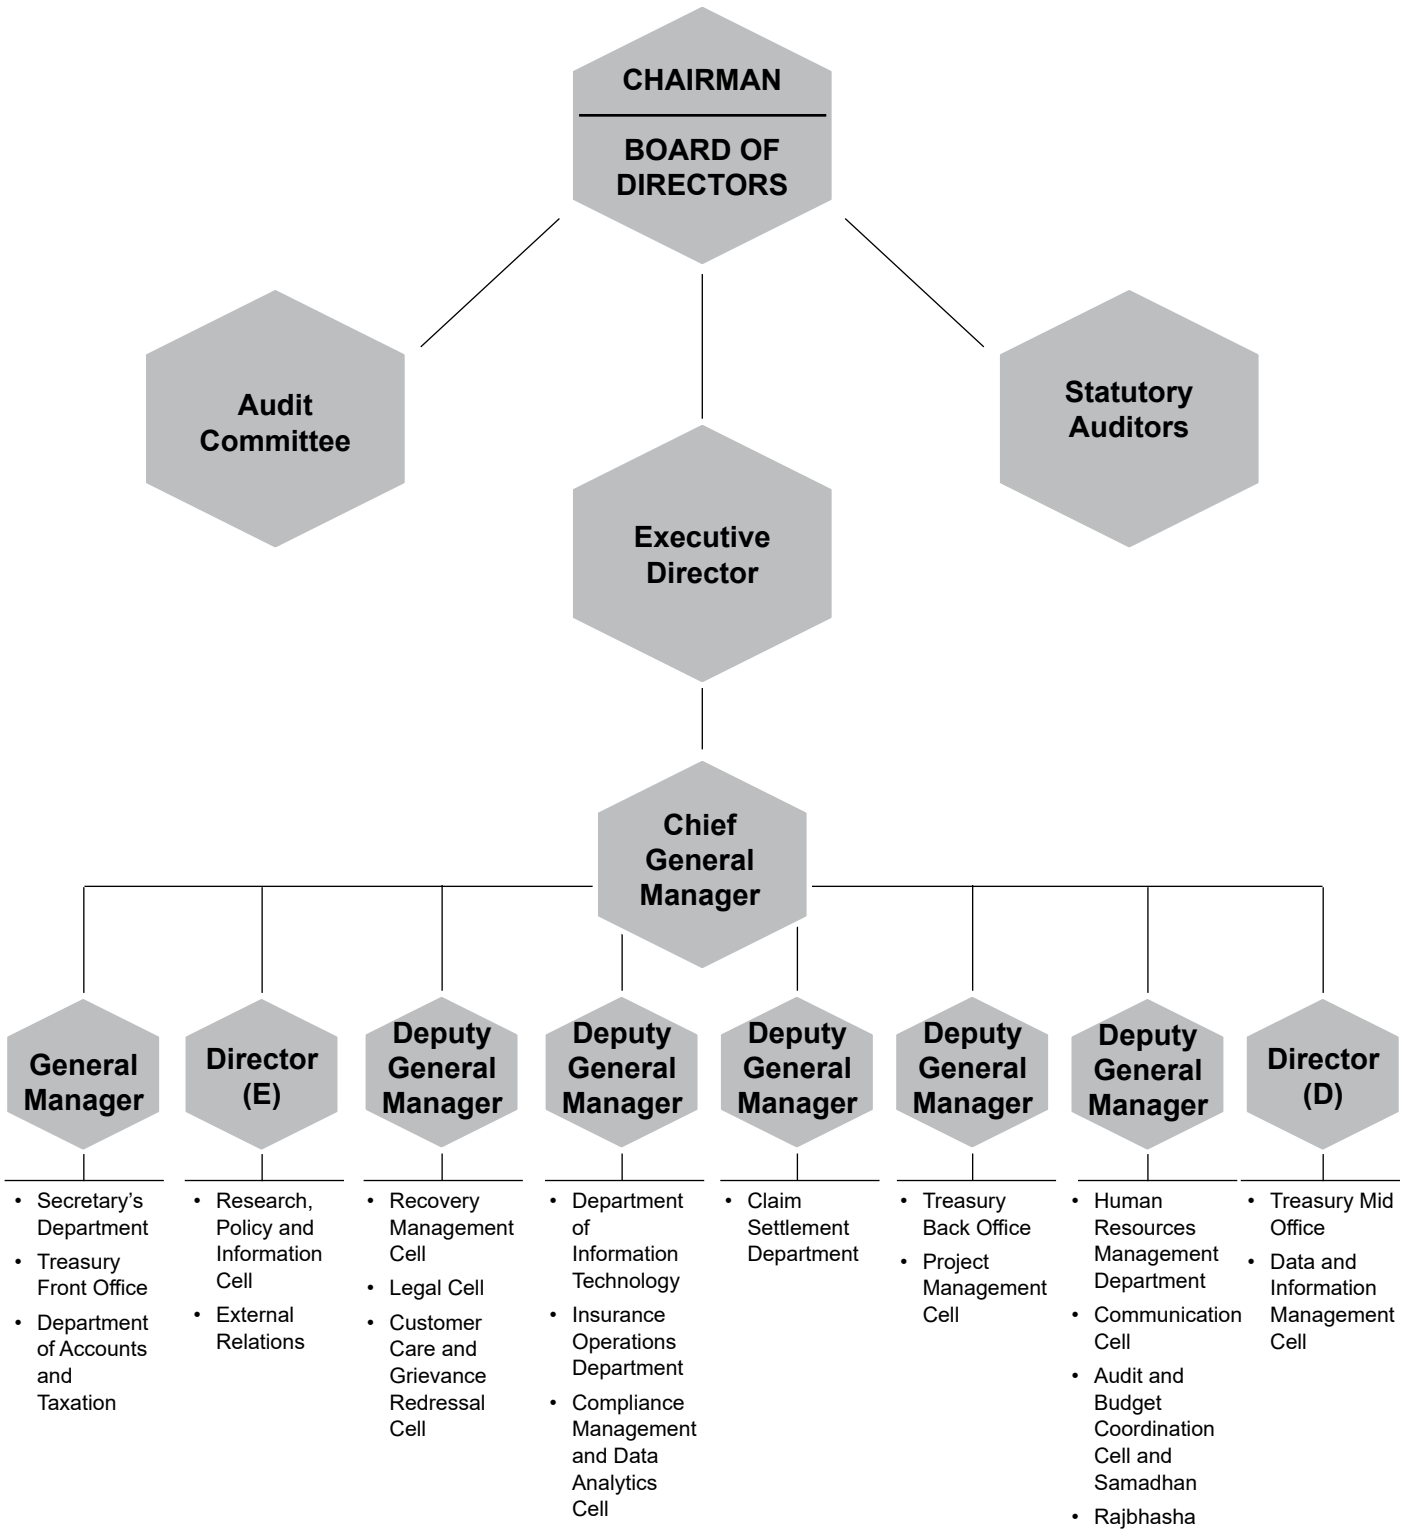 CHAIRMAN
BOARD OF
DIRECTORS
Audit
Committee
Statutory
Auditors
Executive
Director
Chief
General
Manager
General
Manager
Director
(E)
Deputy
General
Manager
Deputy
General
Manager
Deputy
General
Manager
Deputy
General
Manager
Deputy
General
Manager
Director
(D)
• Secretary’s
Department
• Treasury
Front Office
• Department
of Accounts
and
Taxation
• Research,
Policy and
Information
Cell
• External
Relations
• Recovery
Management
Cell
• Legal Cell
• Customer
Care and
Grievance
Redressal
Cell
• Department
of
Information
Technology
• Insurance
Operations
Department
• Compliance
Management
and Data
Analytics
Cell
• Claim
Settlement
Department
• Treasury
Back Office
• Project
Management
Cell
• Human
Resources
Management
Department
• Communication
Cell
• Audit and
Budget
Coordination
Cell and
Samadhan
• Rajbhasha
• Treasury Mid
Office
• Data and
Information
Management
Cell